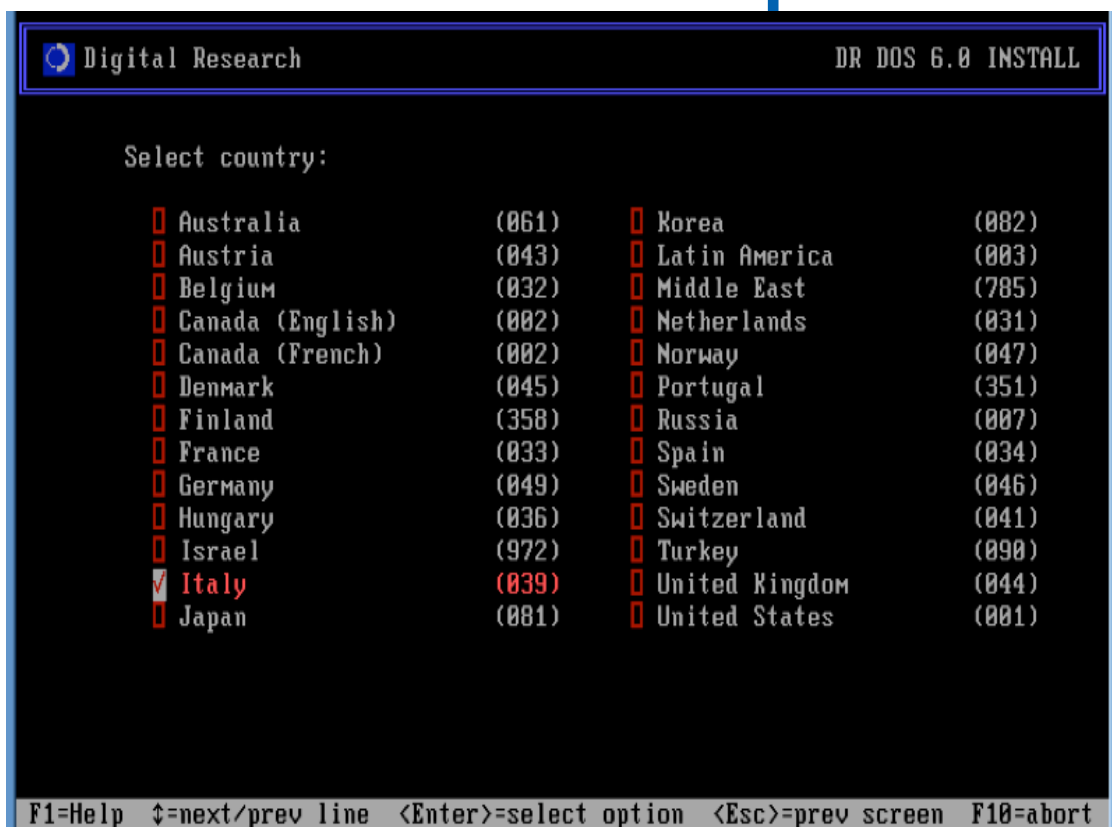 Digital Research DR DOS 6.0 INSTALL
Select country:
Australia (061) Korea (082)
Austria (043) Latin America (003)
Belgium (032) Middle East (785)
Canada (English) (002) Netherlands (031)
Canada (French) (002) Norway (047)
Denmark (045) Portugal (351)
Finland (358) Russia (007)
France (033) Spain (034)
Germany (049) Sweden (046)
Hungary (036) Switzerland (041)
Israel (972) Turkey (090)
√ Italy (039) United Kingdom (044)
Japan (081) United States (001)
F1=Help ↕=next/prev line <Enter>=select option <Esc>=prev screen F10=abort